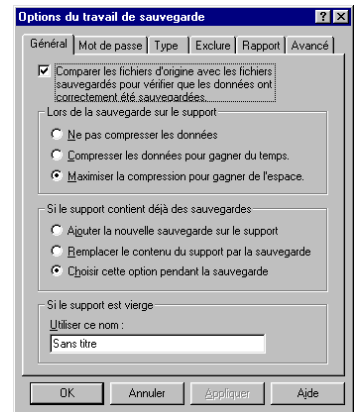 Options du travail de sauvegarde
Général Mot de passe Type Exclure Rapport Avancé
Comparer les fichiers d'origine avec les fichiers
sauvegardés pour vérifier que les données ont
correctement été sauvegardées.
Lors de la sauvegarde sur le support
Ne pas compresser les données
Compresser les données pour gagner du temps.
Maximiser la compression pour gagner de l'espace.
Si le support contient déjà des sauvegardes
Ajouter la nouvelle sauvegarde sur le support
Remplacer le contenu du support par la sauvegarde
Choisir cette option pendant la sauvegarde
Si le support est vierge
Utiliser ce nom :
Sans titre
OK Annuler Appliquer Aide